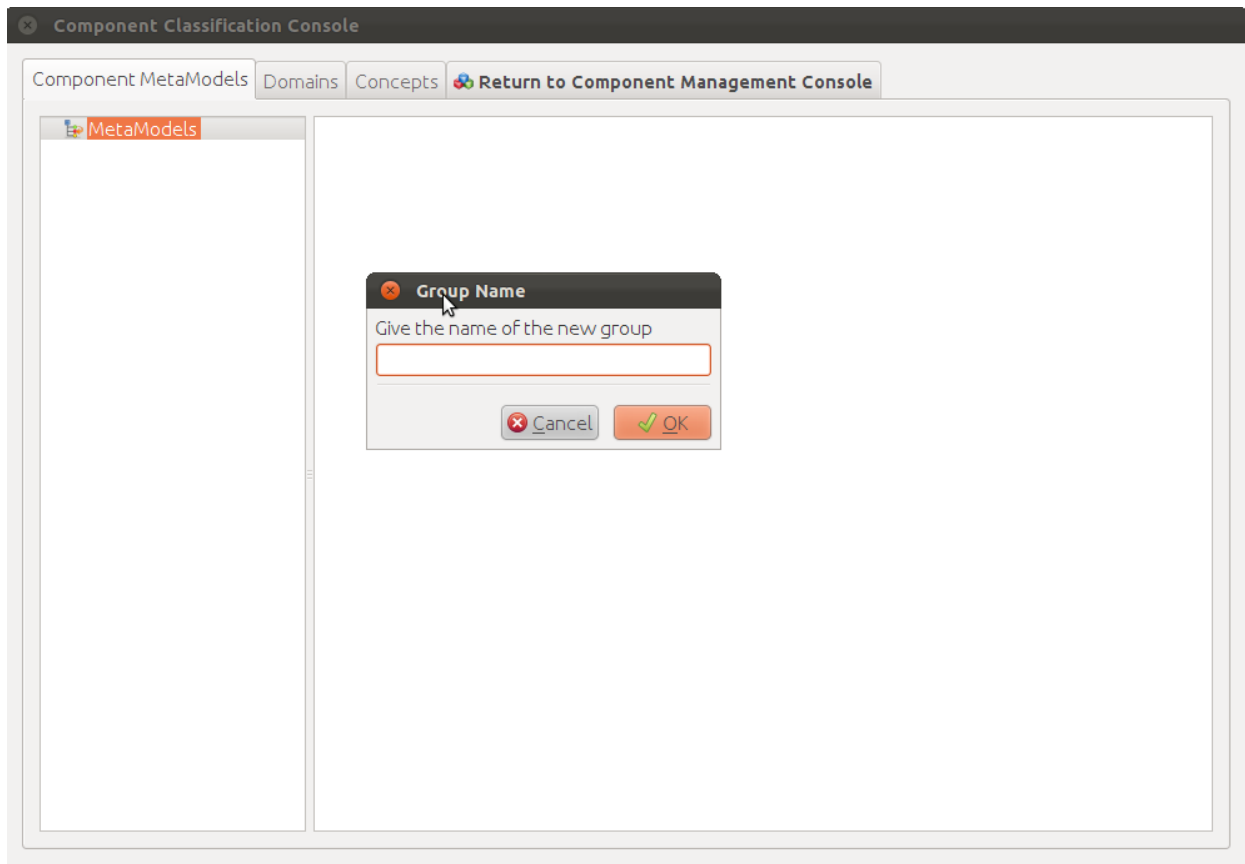 Component Classification Console
Component MetaModels Domains Concepts Return to Component Management Console
MetaModels
Group Name
Give the name of the new group
Cancel OK